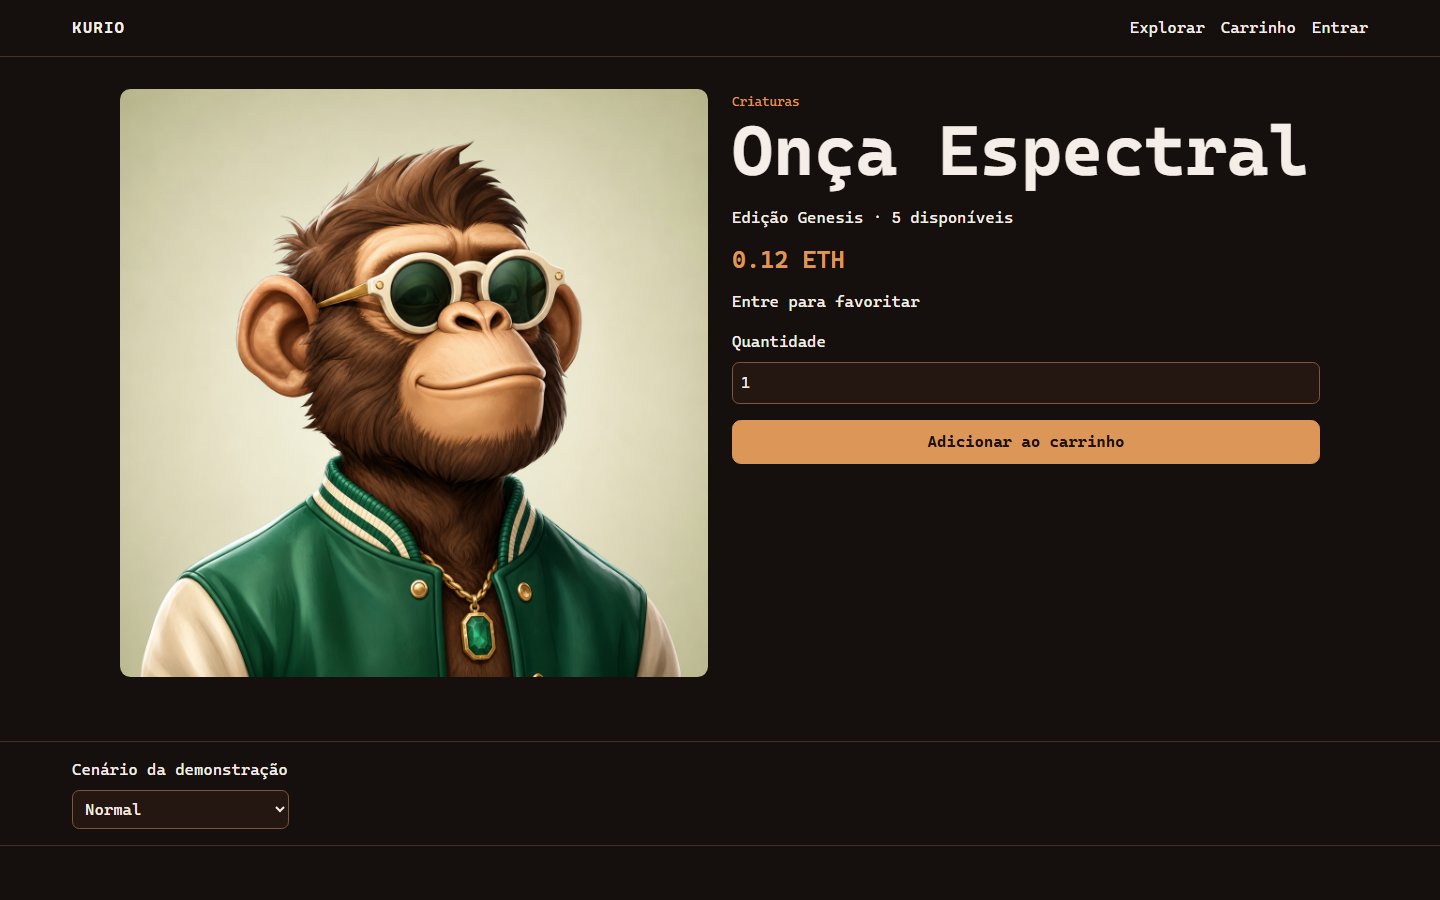 KURIO
Explorar Carrinho Entrar
Criaturas
Onça Espectral
Edição Genesis · 5 disponíveis
0.12 ETH
Entre para favoritar
Quantidade
1
Adicionar ao carrinho
Cenário da demonstração
Normal